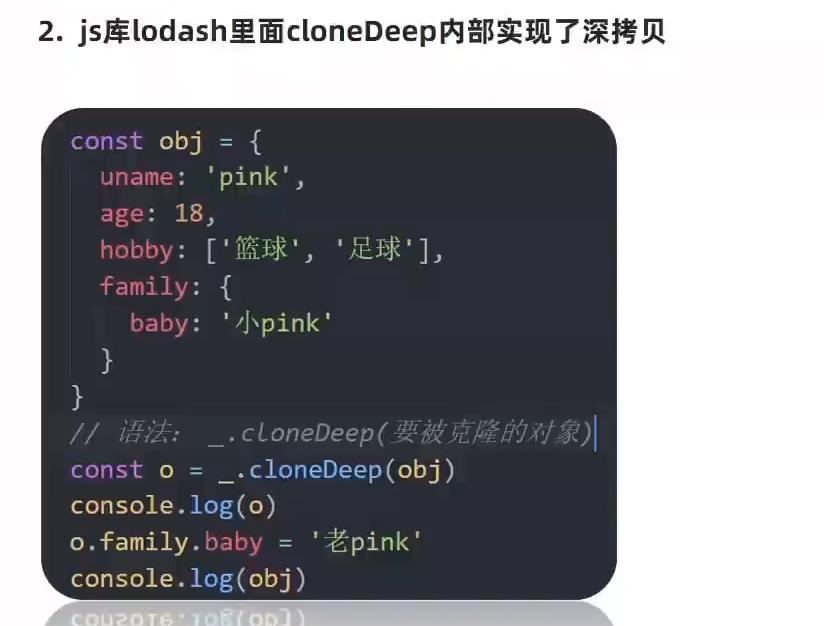 2. js库lodash里面cloneDeep内部实现了深拷贝
const obj = {
  uname: 'pink',
  age: 18,
  hobby: ['篮球', '足球'],
  family: {
    baby: '小pink'
  }
}
// 语法： _.cloneDeep(要被克隆的对象)
const o = _.cloneDeep(obj)
console.log(o)
o.family.baby = '老pink'
console.log(obj)